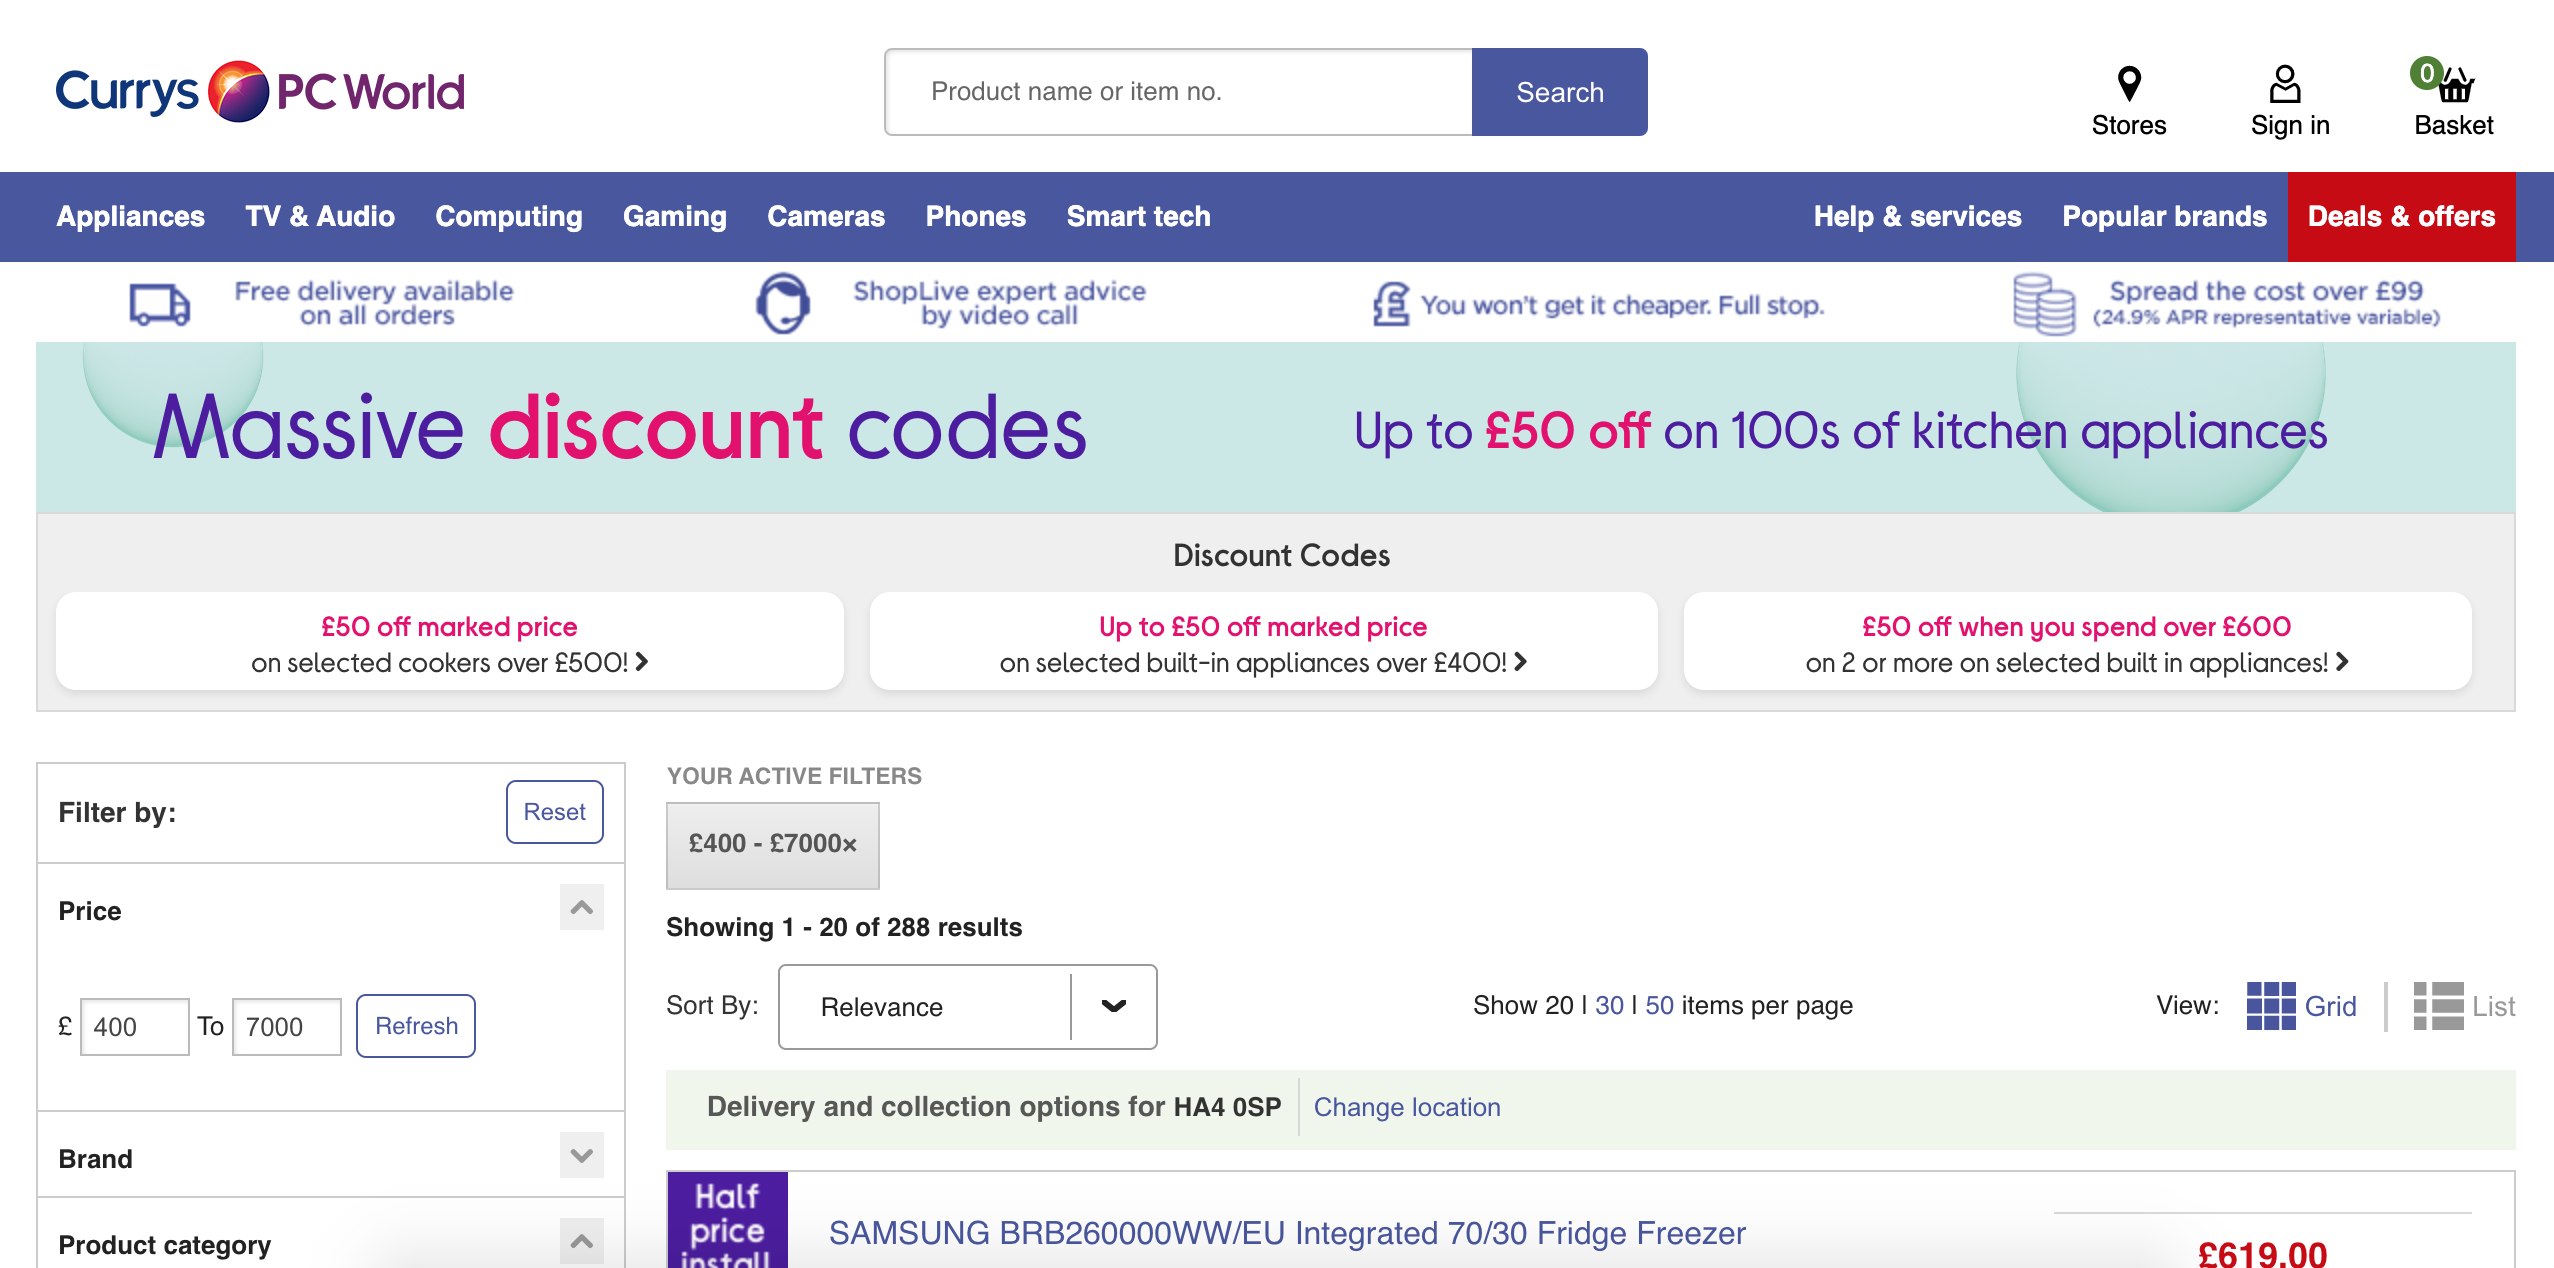 Currys PC World
Product name or item no.
Search
Stores
Sign in
0
Basket
Appliances
TV & Audio
Computing
Gaming
Cameras
Phones
Smart tech
Help & services
Popular brands
Deals & offers
Free delivery available
on all orders
ShopLive expert advice
by video call
£ You won't get it cheaper. Full stop.
Spread the cost over £99
(24.9% APR representative variable)
Massive discount codes
Up to £50 off on 100s of kitchen appliances
Discount Codes
£50 off marked price
on selected cookers over £500!
Up to £50 off marked price
on selected built-in appliances over £400!
£50 off when you spend over £600
on 2 or more on selected built in appliances!
Filter by:
Reset
Price
£ 400 To 7000 Refresh
Brand
Product category
YOUR ACTIVE FILTERS
£400 - £7000×
Showing 1 - 20 of 288 results
Sort By: Relevance
Show 20 | 30 | 50 items per page
View: Grid | List
Delivery and collection options for HA4 0SP
Change location
Half
price
install
SAMSUNG BRB260000WW/EU Integrated 70/30 Fridge Freezer
£619.00